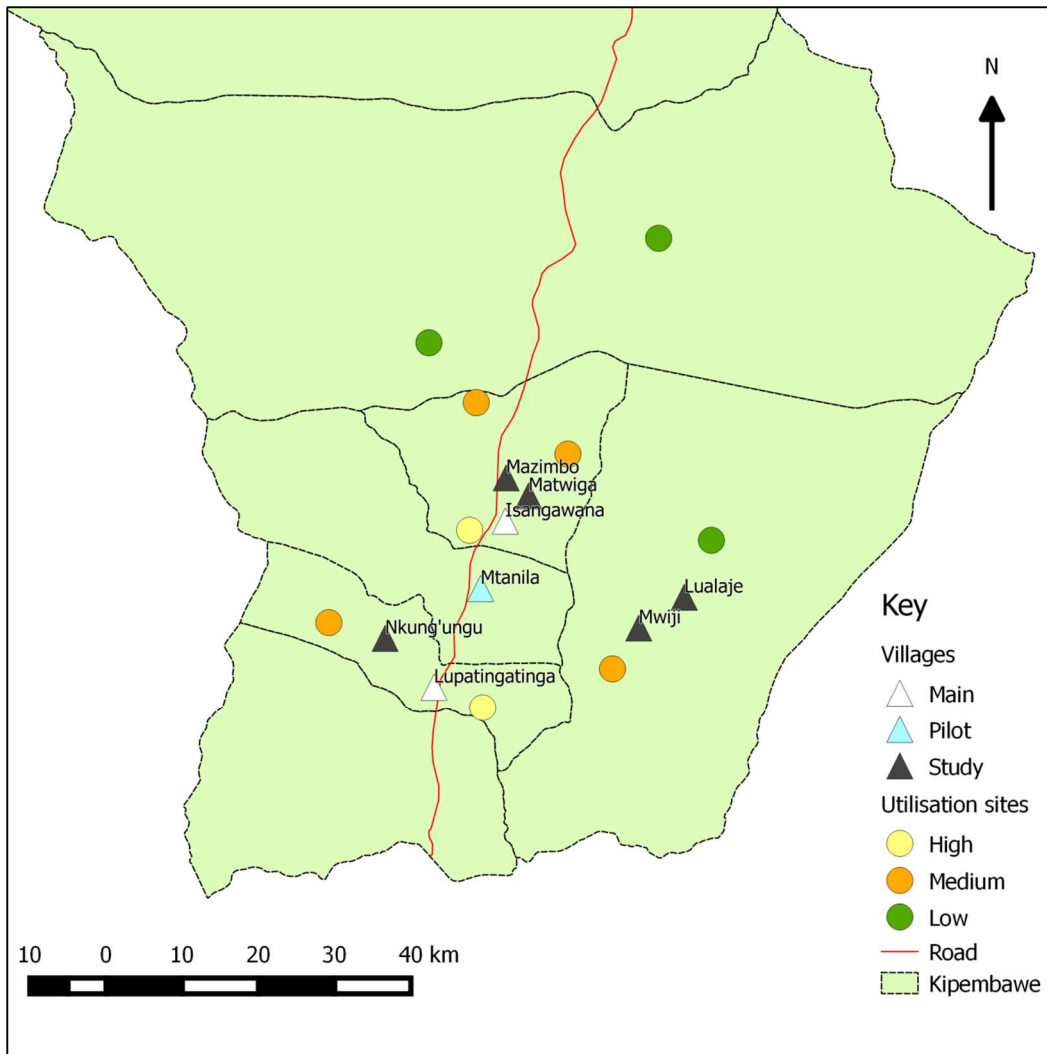 N
Mazimbo
Matwiga
Isangawana
Mtanila
Lualaje
Mwiji
Nkung'ungu
Lupatingatinga
Key
Villages
Main
Pilot
Study
Utilisation sites
High
Medium
Low
Road
Kipembawe
10 0 10 20 30 40 km